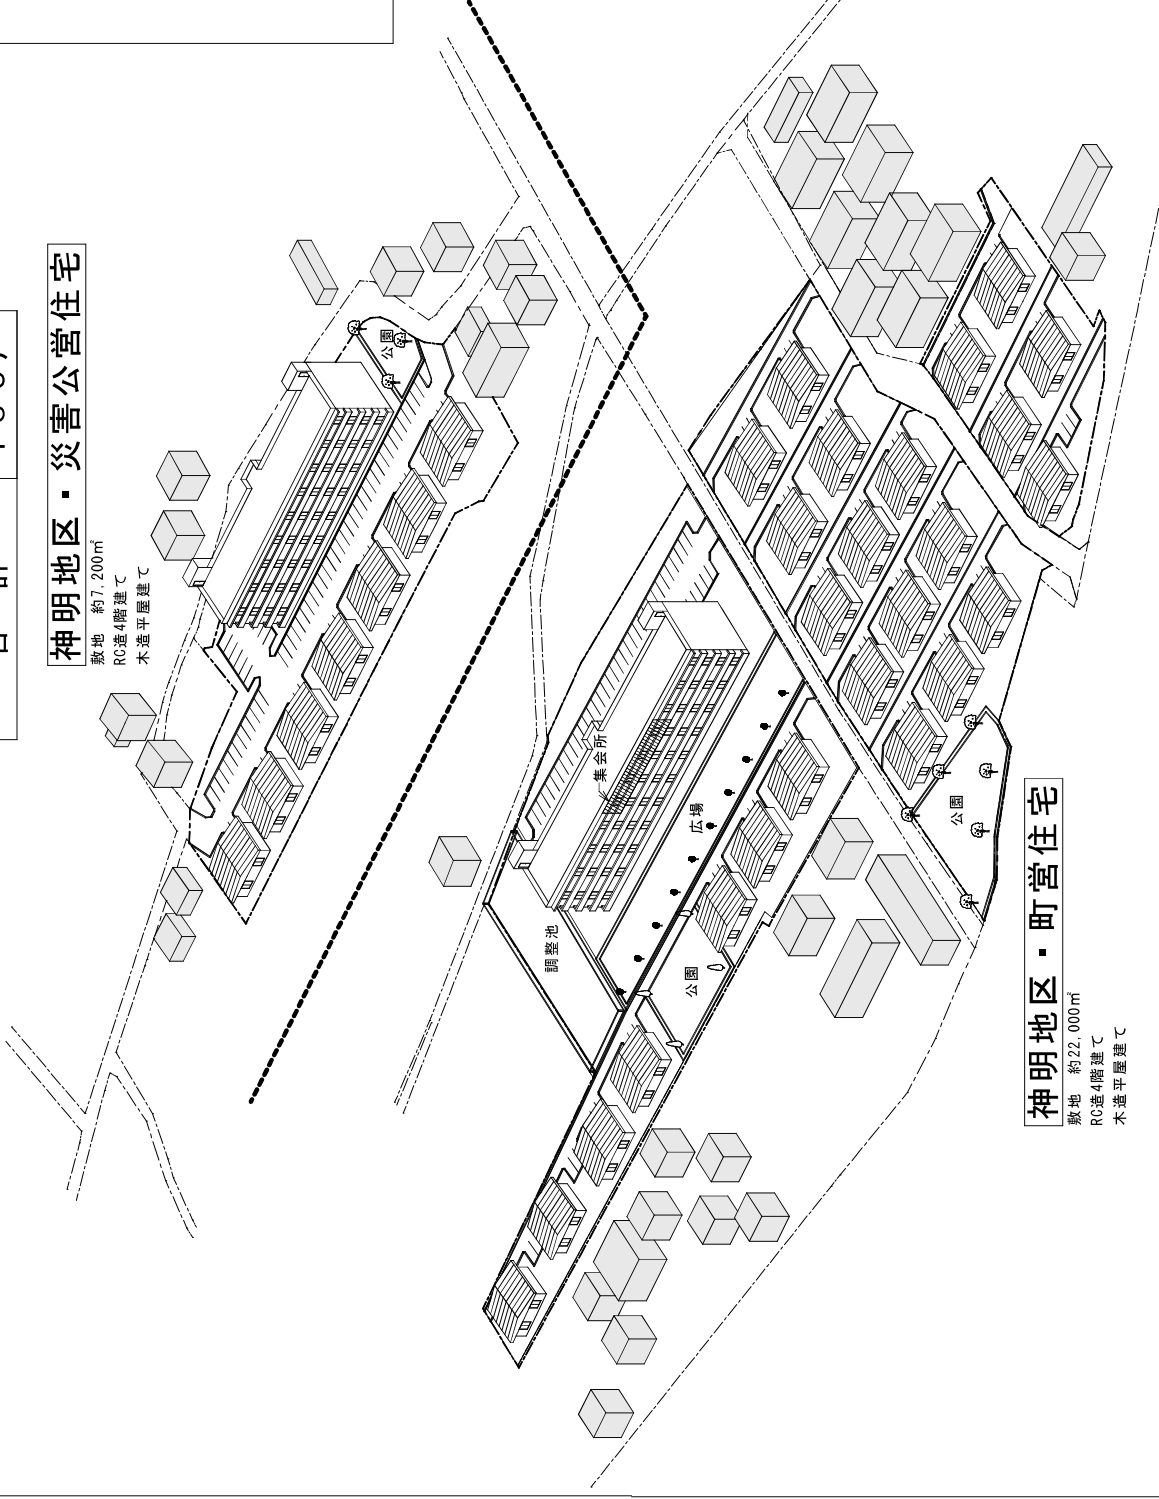 神明地区・災害公営住宅
敷地　約7,200㎡
RC造4階建て
木造平屋建て
公園
集会所
広場
調整池
公園
公園
神明地区・町営住宅
敷地　約22,000㎡
RC造4階建て
木造平屋建て